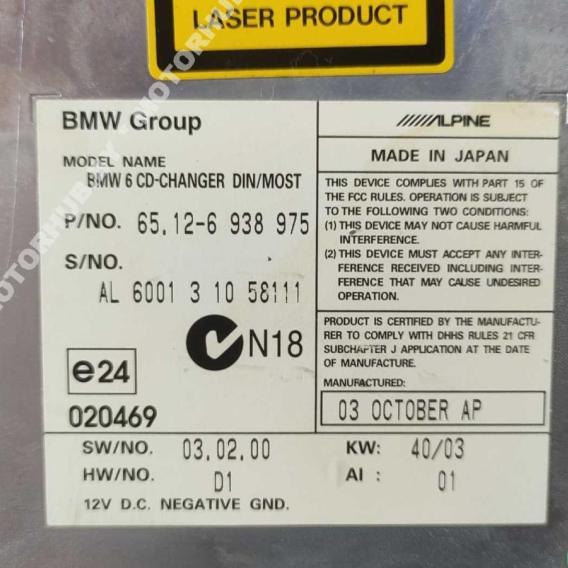 LASER PRODUCT
MOTORHUBUY
BMW Group
MODEL NAME
BMW 6 CD-CHANGER DIN/MOST
P/NO. 65.12-6 938 975
S/NO.
AL 6001 3 10 58111
N18
e24
020469
ALPINE
MADE IN JAPAN
THIS DEVICE COMPLIES WITH PART 15 OF
THE FCC RULES. OPERATION IS SUBJECT
TO THE FOLLOWING TWO CONDITIONS:
(1) THIS DEVICE MAY NOT CAUSE HARMFUL
INTERFERENCE.
(2) THIS DEVICE MUST ACCEPT ANY INTER-
FERENCE RECEIVED INCLUDING INTER-
FERENCE THAT MAY CAUSE UNDESIRED
OPERATION.
PRODUCT IS CERTIFIED BY THE MANUFACTU-
RER TO COMPLY WITH DHHS RULES 21 CFR
SUBCHAPTER J APPLICATION AT THE DATE
OF MANUFACTURE.
MANUFACTURED:
03 OCTOBER AP
SW/NO. 03.02.00 KW: 40/03
HW/NO. D1 AI : 01
12V D.C. NEGATIVE GND.